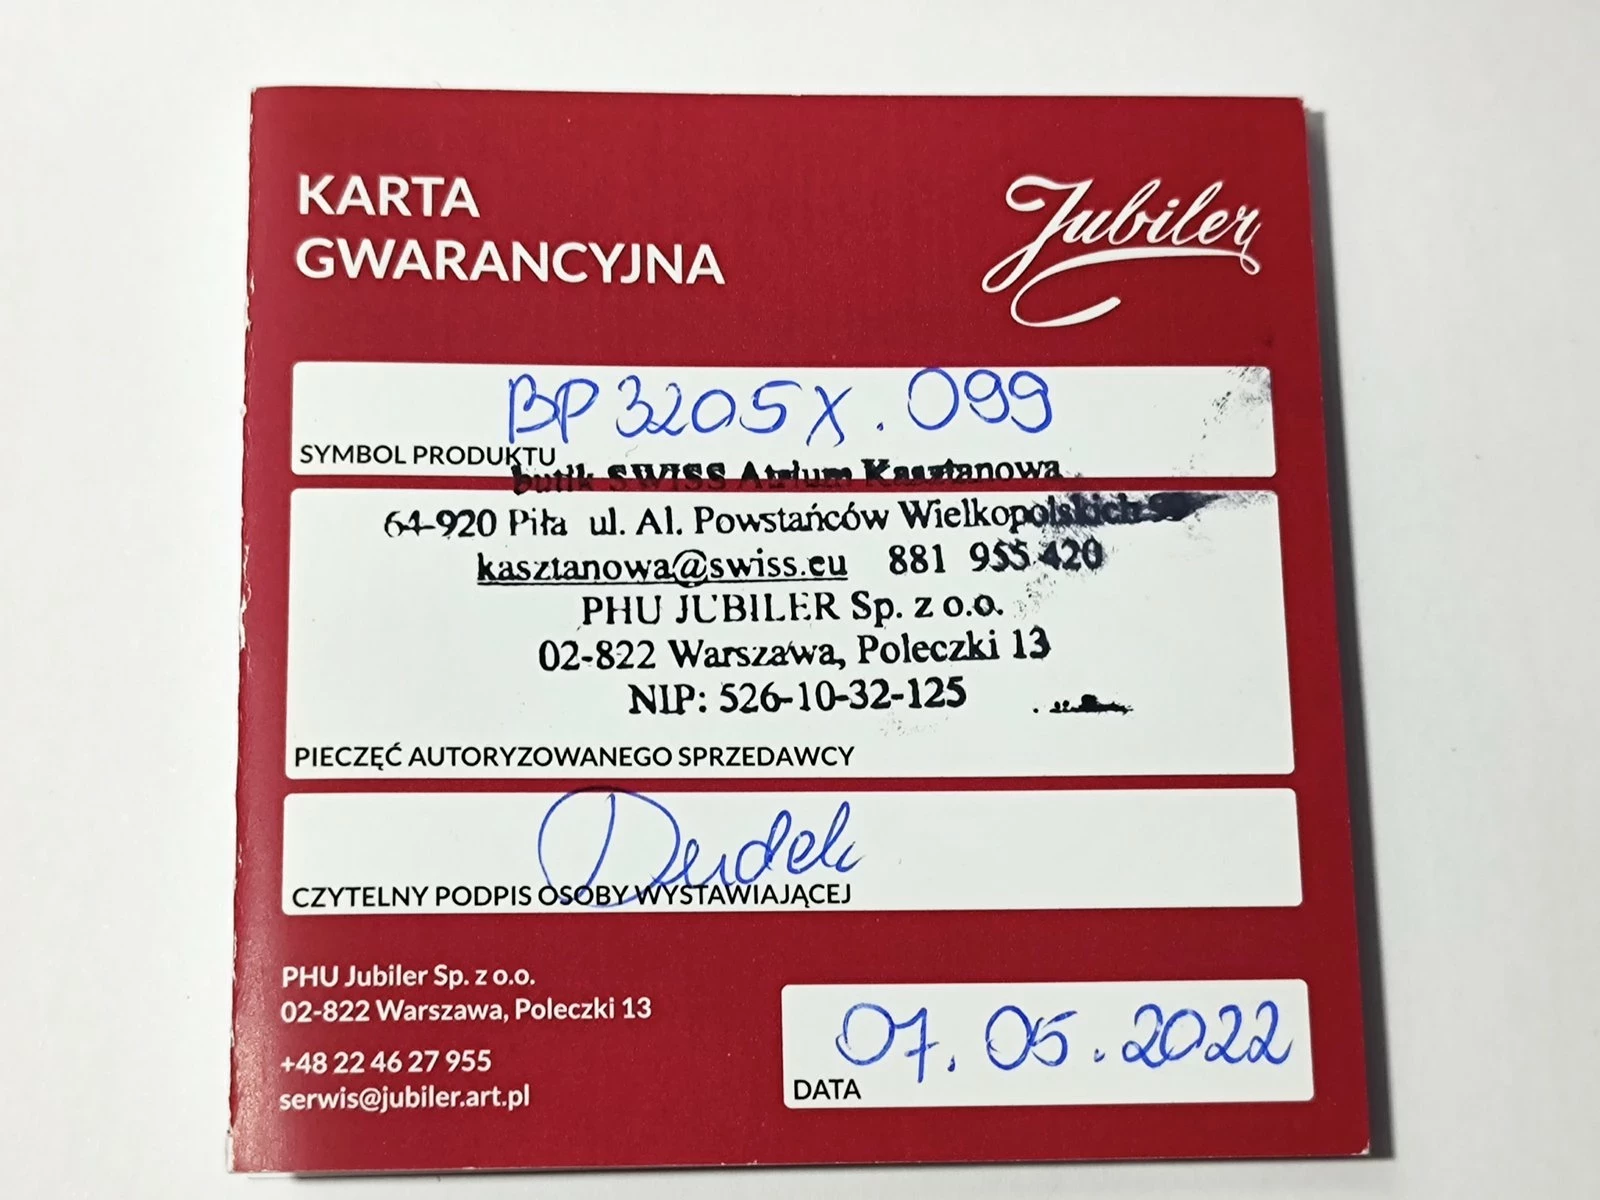 KARTA
GWARANCYJNA
Jubiler
BP3205X.099
SYMBOL PRODUKTU
butik SWISS Atrium Kasztanowa
64-920 Piła ul. Al. Powstańców Wielkopolskich
kasztanowa@swiss.eu 881 955 420
PHU JUBILER Sp. z o.o.
02-822 Warszawa, Poleczki 13
NIP: 526-10-32-125
PIECZĘĆ AUTORYZOWANEGO SPRZEDAWCY
Dudek
CZYTELNY PODPIS OSOBY WYSTAWIAJĄCEJ
PHU Jubiler Sp. z o.o.
02-822 Warszawa, Poleczki 13
+48 22 46 27 955
serwis@jubiler.art.pl
07.05.2022
DATA